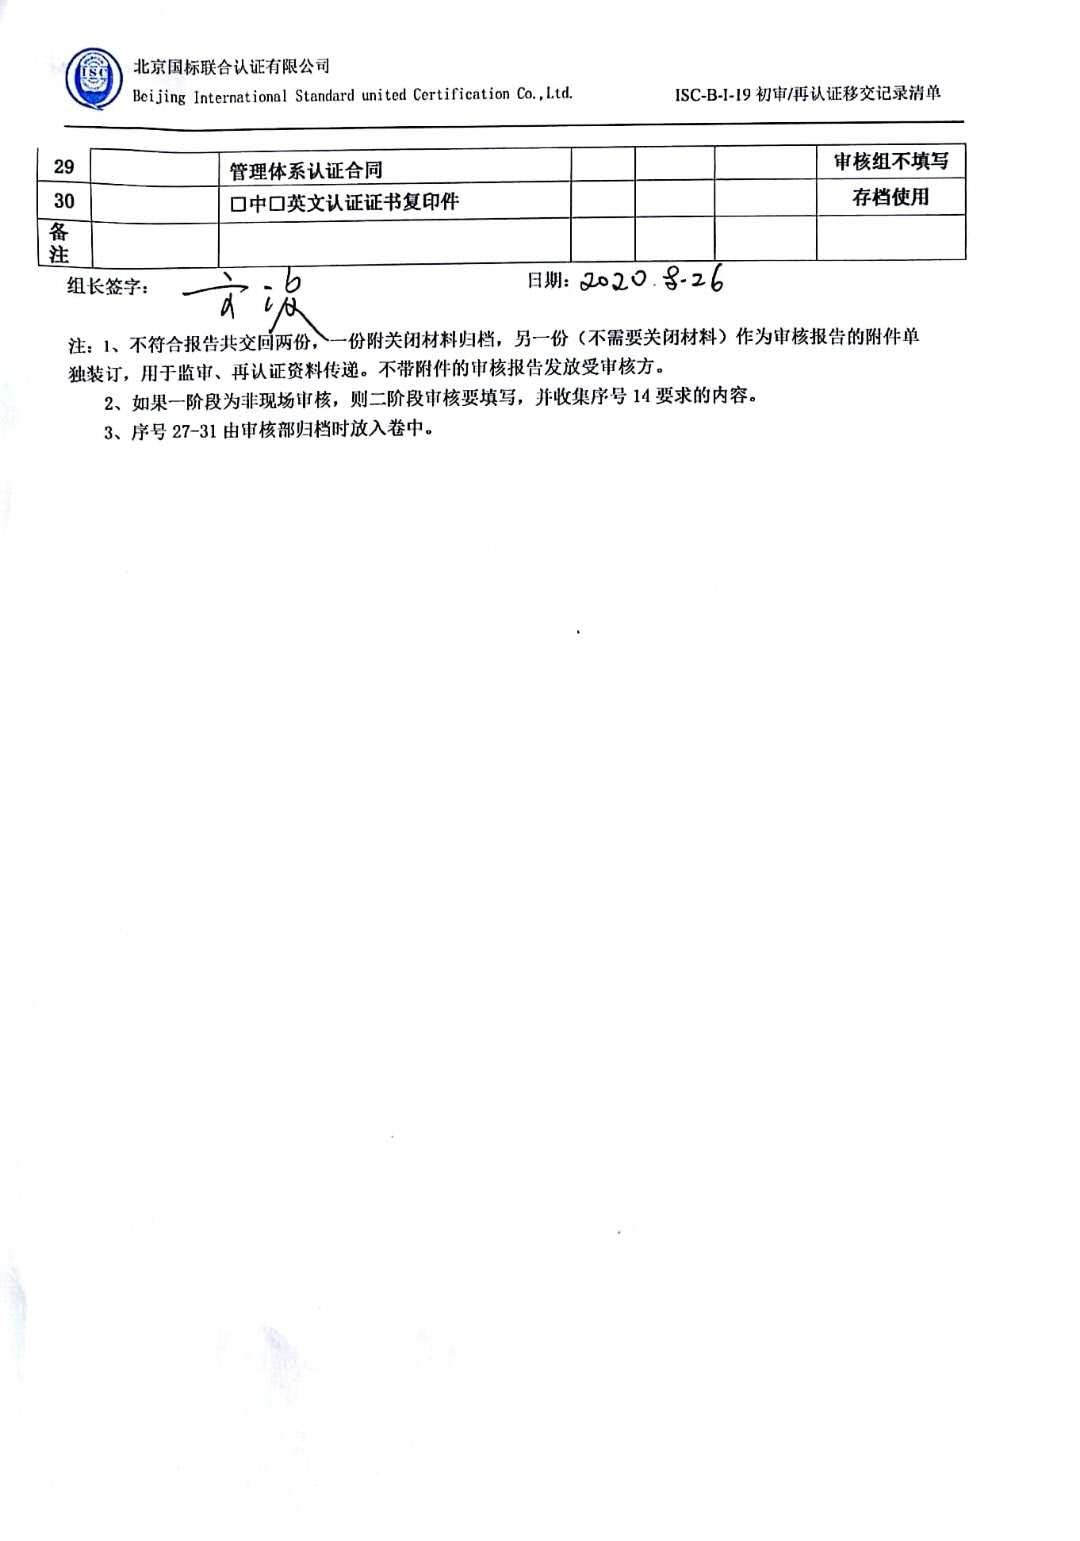 ISC
北京国标联合认证有限公司
Beijing International Standard united Certification Co.,Ltd.
ISC-B-I-19 初审/再认证移交记录清单
29 管理体系认证合同 审核组不填写
30 □中□英文认证证书复印件 存档使用
备
注
组长签字：
日期：2020.8.26
注：1、不符合报告共交回两份，一份附关闭材料归档，另一份（不需要关闭材料）作为审核报告的附件单
独装订，用于监审、再认证资料传递。不带附件的审核报告发放受审核方。
2、如果一阶段为非现场审核，则二阶段审核要填写，并收集序号 14 要求的内容。
3、序号 27-31 由审核部归档时放入卷中。